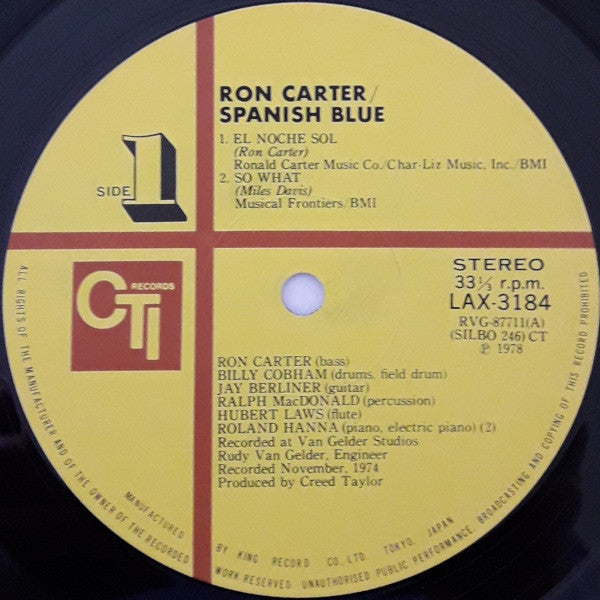 RON CARTER/
SPANISH BLUE
1. EL NOCHE SOL
(Ron Carter)
Ronald Carter Music Co./Char-Liz Music, Inc./BMI
2. SO WHAT
(Miles Davis)
Musical Frontiers/BMI
SIDE 1
CTI RECORDS
STEREO
33⅓ r.p.m.
LAX-3184
RVG-87711(A)
(SILBO 246) CT
℗ 1978
RON CARTER (bass)
BILLY COBHAM (drums, field drum)
JAY BERLINER (guitar)
RALPH MacDONALD (percussion)
HUBERT LAWS (flute)
ROLAND HANNA (piano, electric piano) (2)
Recorded at Van Gelder Studios
Rudy Van Gelder, Engineer
Recorded November, 1974
Produced by Creed Taylor
MANUFACTURED BY KING RECORD CO., LTD. TOKYO, JAPAN
ALL RIGHTS OF THE MANUFACTURER AND OF THE OWNER OF THE RECORDED WORK RESERVED. UNAUTHORISED PUBLIC PERFORMANCE, BROADCASTING AND COPYING OF THIS RECORD PROHIBITED